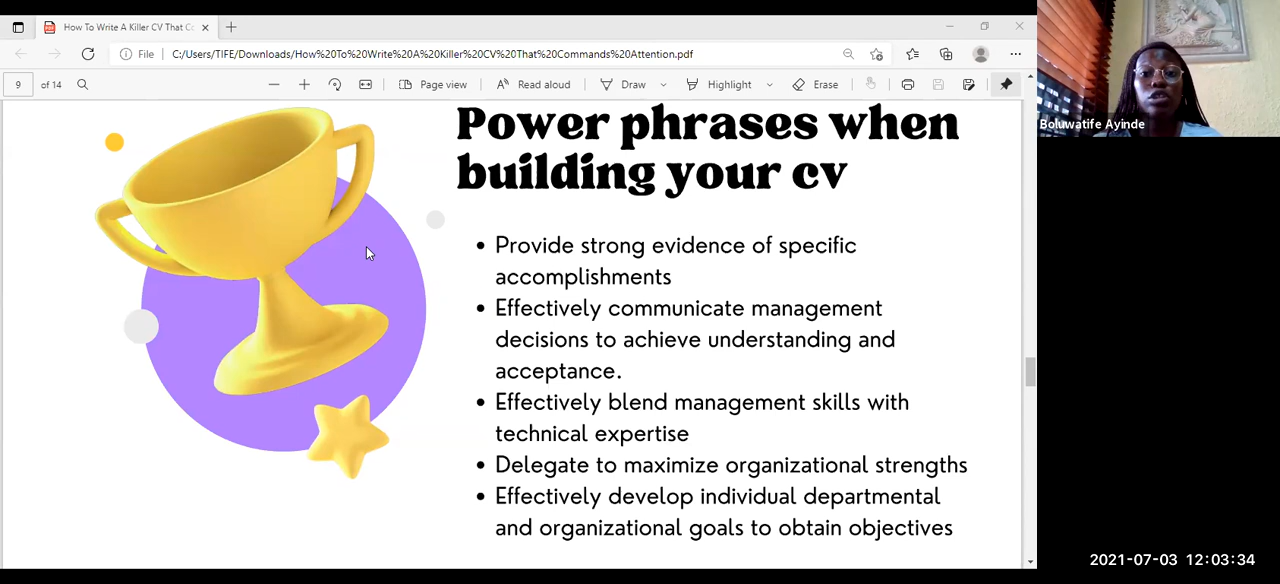 How To Write A Killer CV That Co
File
C:/Users/TIFE/Downloads/How%20To%20Write%20A%20Killer%20CV%20That%20Commands%20Attention.pdf
9 of 14
Page view
Read aloud
Draw
Highlight
Erase
Boluwatife Ayinde
Power phrases when
building your cv
• Provide strong evidence of specific
accomplishments
• Effectively communicate management
decisions to achieve understanding and
acceptance.
• Effectively blend management skills with
technical expertise
• Delegate to maximize organizational strengths
• Effectively develop individual departmental
and organizational goals to obtain objectives
2021-07-03 12:03:34